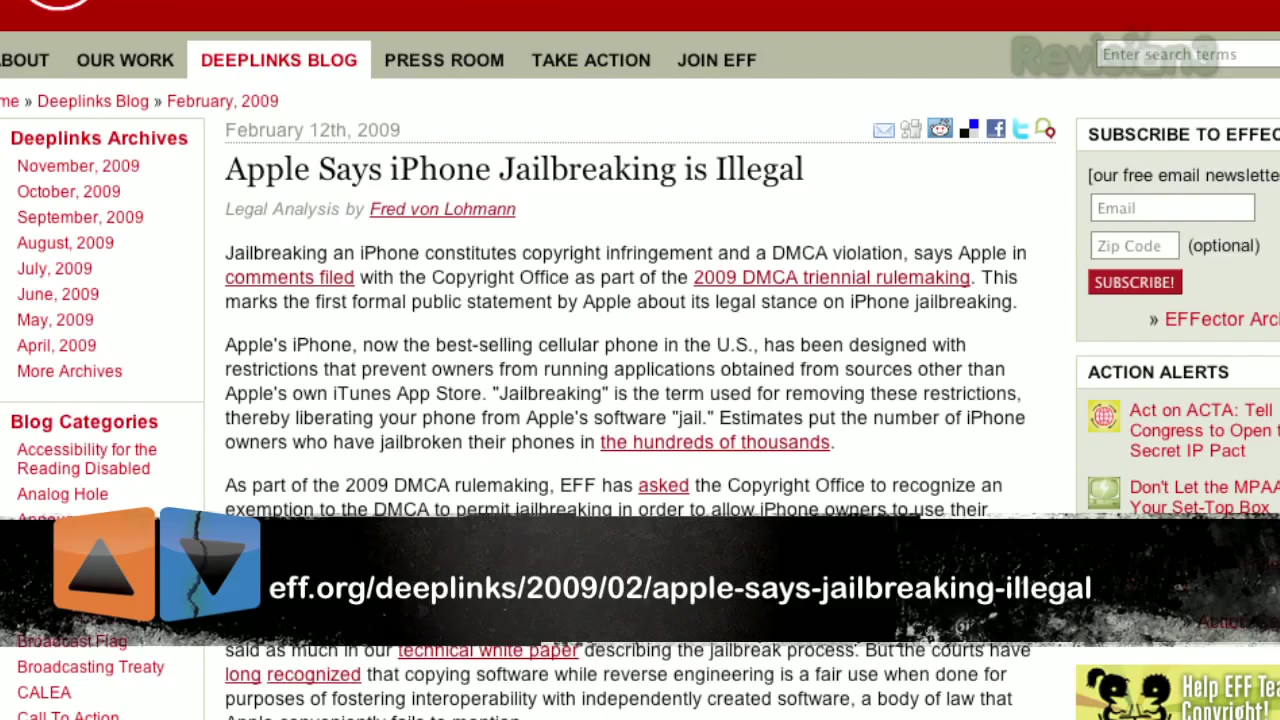 ABOUT OUR WORK DEEPLINKS BLOG PRESS ROOM TAKE ACTION JOIN EFF
Revision3
Enter search terms
me » Deeplinks Blog » February, 2009
Deeplinks Archives
November, 2009
October, 2009
September, 2009
August, 2009
July, 2009
June, 2009
May, 2009
April, 2009
More Archives
Blog Categories
Accessibility for the
Reading Disabled
Analog Hole
Broadcast Flag
Broadcasting Treaty
CALEA
Call To Action
February 12th, 2009
Apple Says iPhone Jailbreaking is Illegal
Legal Analysis by Fred von Lohmann
Jailbreaking an iPhone constitutes copyright infringement and a DMCA violation, says Apple in
comments filed with the Copyright Office as part of the 2009 DMCA triennial rulemaking. This
marks the first formal public statement by Apple about its legal stance on iPhone jailbreaking.
Apple's iPhone, now the best-selling cellular phone in the U.S., has been designed with
restrictions that prevent owners from running applications obtained from sources other than
Apple's own iTunes App Store. "Jailbreaking" is the term used for removing these restrictions,
thereby liberating your phone from Apple's software "jail." Estimates put the number of iPhone
owners who have jailbroken their phones in the hundreds of thousands.
As part of the 2009 DMCA rulemaking, EFF has asked the Copyright Office to recognize an
exemption to the DMCA to permit jailbreaking in order to allow iPhone owners to use their
eff.org/deeplinks/2009/02/apple-says-jailbreaking-illegal
said as much in our technical white paper describing the jailbreak process. But the courts have
long recognized that copying software while reverse engineering is a fair use when done for
purposes of fostering interoperability with independently created software, a body of law that
Apple conveniently fails to mention.
SUBSCRIBE TO EFFEC
[our free email newslette
Email
Zip Code (optional)
SUBSCRIBE!
» EFFector Arc
ACTION ALERTS
Act on ACTA: Tell
Congress to Open
Secret IP Pact
Don't Let the MPAA
Your Set-Top Box
Help EFF Tea
Copyright!